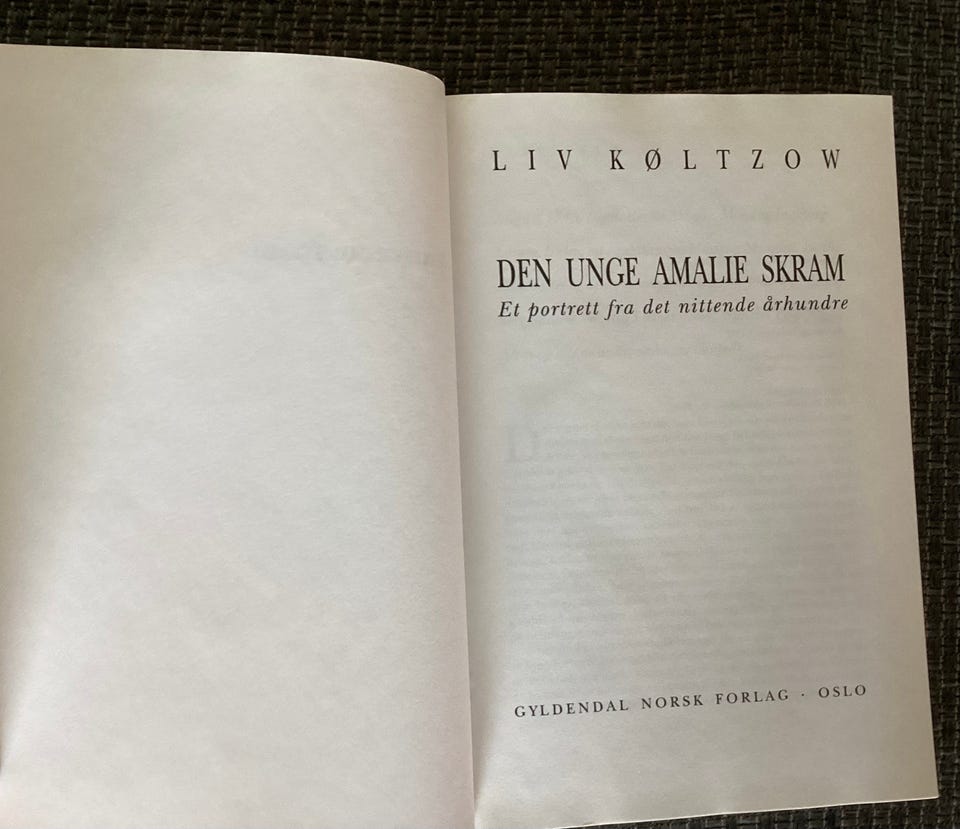 LIV KØLTZOW
DEN UNGE AMALIE SKRAM
Et portrett fra det nittende århundre
GYLDENDAL NORSK FORLAG · OSLO